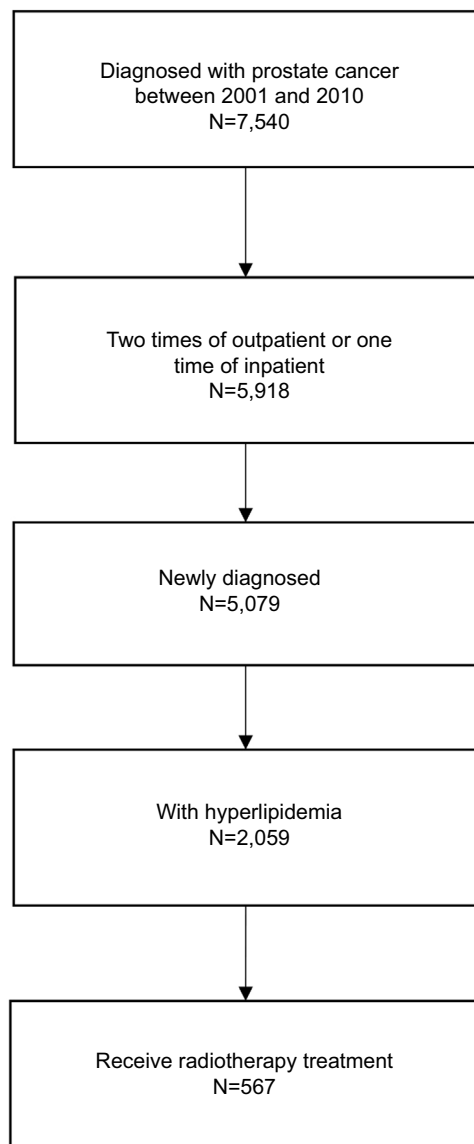 Diagnosed with prostate cancer
between 2001 and 2010
N=7,540
Two times of outpatient or one
time of inpatient
N=5,918
Newly diagnosed
N=5,079
With hyperlipidemia
N=2,059
Receive radiotherapy treatment
N=567